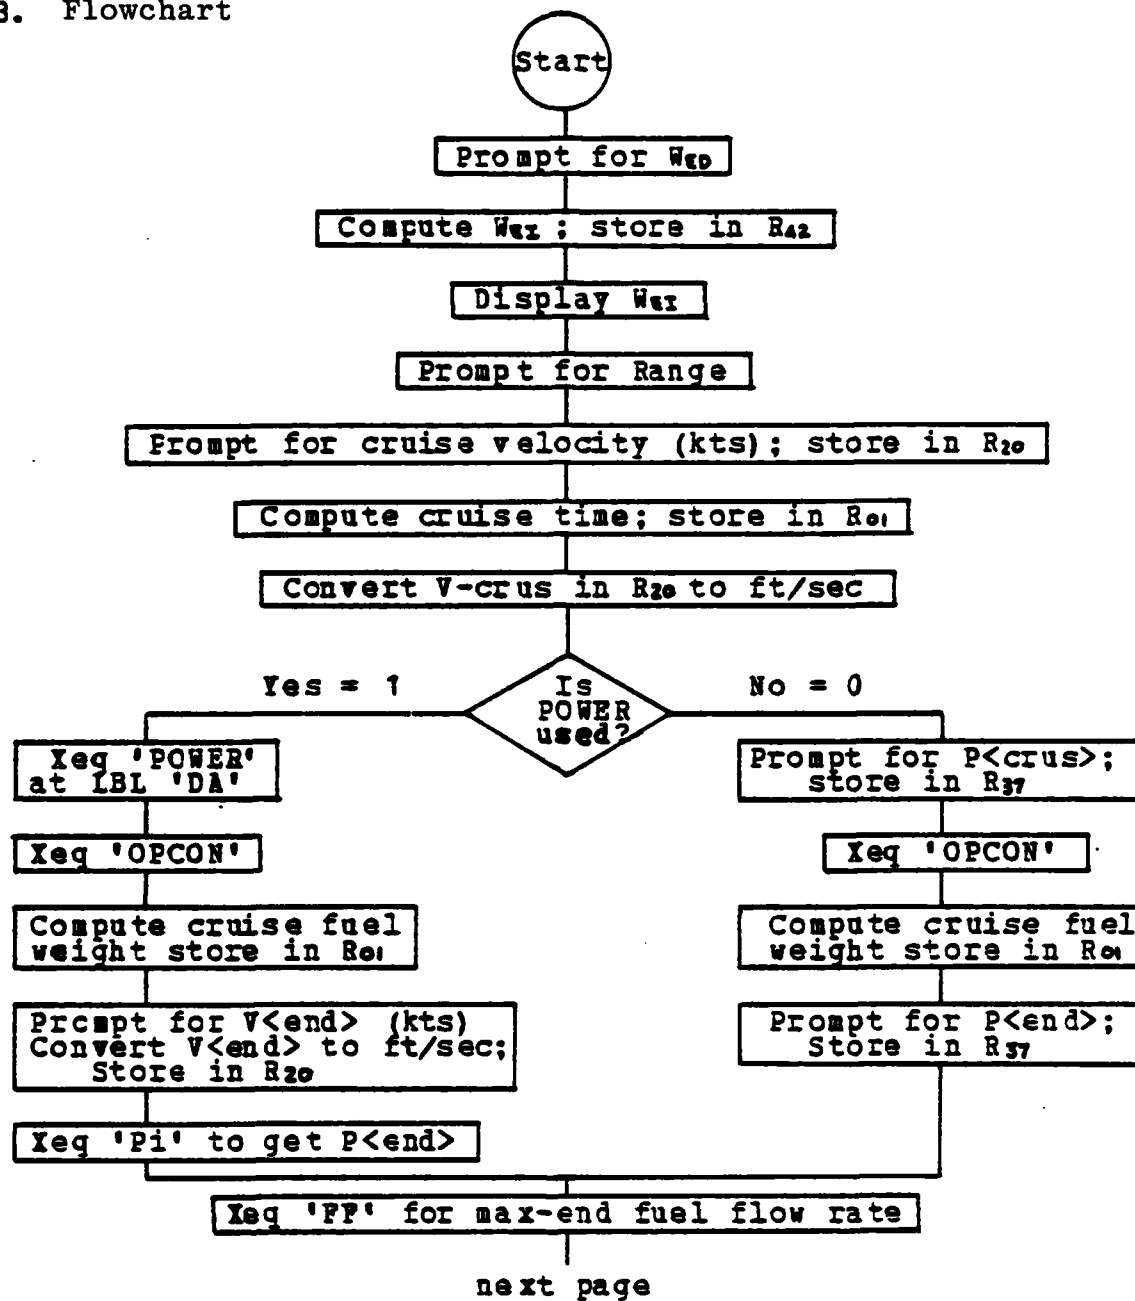 3. Flowchart
Start
Prompt for WED
Compute WEI ; store in R42
Display WEI
Prompt for Range
Prompt for cruise velocity (kts); store in R20
Compute cruise time; store in R01
Convert V-crus in R20 to ft/sec
Is
POWER
used?
Yes = 1
No = 0
Xeq 'POWER'
at LBL 'DA'
Xeq 'OPCON'
Compute cruise fuel
weight store in R01
Prompt for V<end> (kts)
Convert V<end> to ft/sec;
Store in R20
Xeq 'Pi' to get P<end>
Prompt for P<crus>;
store in R37
Xeq 'OPCON'
Compute cruise fuel
weight store in R01
Prompt for P<end>;
Store in R37
Xeq 'FF' for max-end fuel flow rate
next page